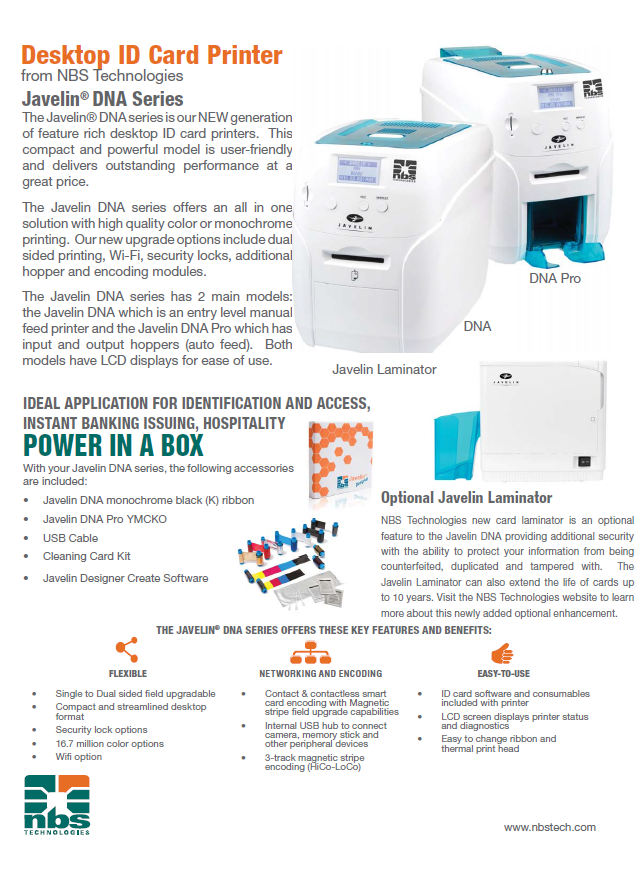 Desktop ID Card Printer
from NBS Technologies
Javelin® DNA Series
The Javelin® DNA series is our NEW generation
of feature rich desktop ID card printers. This
compact and powerful model is user-friendly
and delivers outstanding performance at a
great price.
The Javelin DNA series offers an all in one
solution with high quality color or monochrome
printing. Our new upgrade options include dual
sided printing, Wi-Fi, security locks, additional
hopper and encoding modules.
The Javelin DNA series has 2 main models:
the Javelin DNA which is an entry level manual
feed printer and the Javelin DNA Pro which has
input and output hoppers (auto feed). Both
models have LCD displays for ease of use.
nbs
JAVELIN
nbs
TECHNOLOGIES
JAVELIN
DNA Pro
DNA
Javelin Laminator
JAVELIN
IDEAL APPLICATION FOR IDENTIFICATION AND ACCESS,
INSTANT BANKING ISSUING, HOSPITALITY
POWER IN A BOX
With your Javelin DNA series, the following accessories
are included:
• Javelin DNA monochrome black (K) ribbon
• Javelin DNA Pro YMCKO
• USB Cable
• Cleaning Card Kit
• Javelin Designer Create Software
Optional Javelin Laminator
NBS Technologies new card laminator is an optional
feature to the Javelin DNA providing additional security
with the ability to protect your information from being
counterfeited, duplicated and tampered with. The
Javelin Laminator can also extend the life of cards up
to 10 years. Visit the NBS Technologies website to learn
more about this newly added optional enhancement.
THE JAVELIN® DNA SERIES OFFERS THESE KEY FEATURES AND BENEFITS:
FLEXIBLE
• Single to Dual sided field upgradable
• Compact and streamlined desktop
format
• Security lock options
• 16.7 million color options
• Wifi option
NETWORKING AND ENCODING
• Contact & contactless smart
card encoding with Magnetic
stripe field upgrade capabilities
• Internal USB hub to connect
camera, memory stick and
other peripheral devices
• 3-track magnetic stripe
encoding (HiCo-LoCo)
EASY-TO-USE
• ID card software and consumables
included with printer
• LCD screen displays printer status
and diagnostics
• Easy to change ribbon and
thermal print head
nbs
TECHNOLOGIES
www.nbstech.com